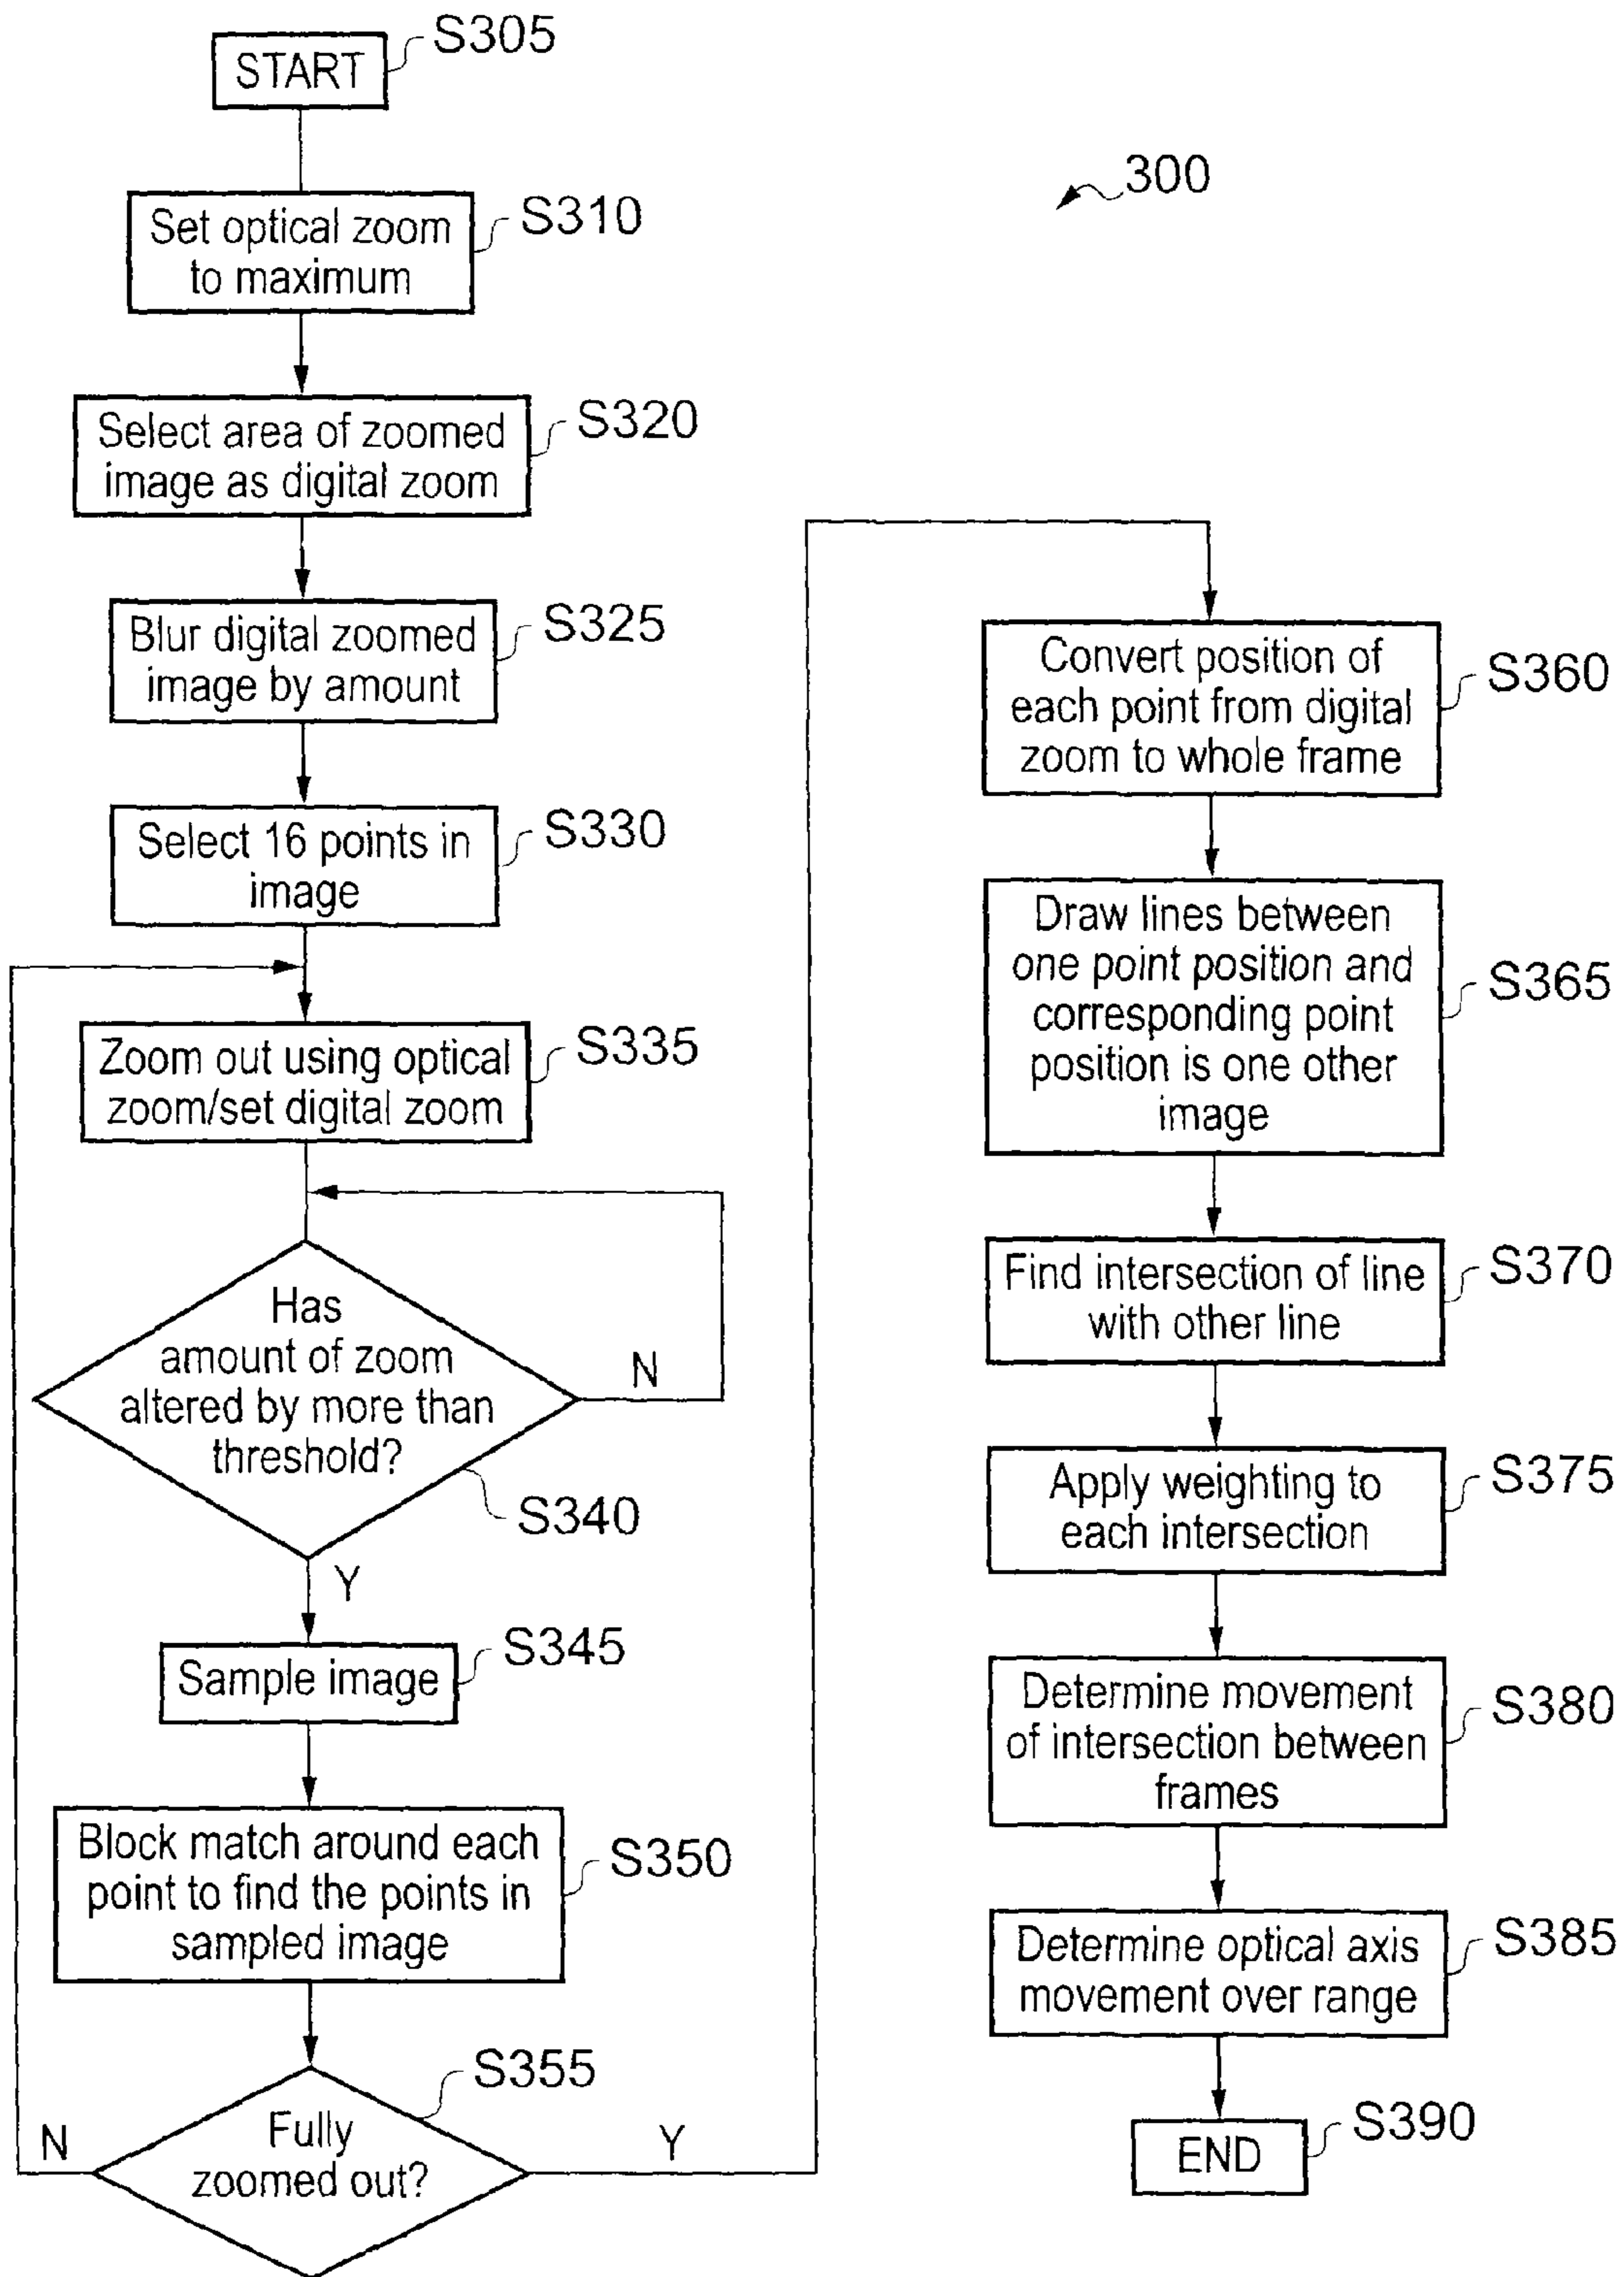 START
S305
300
Set optical zoom
to maximum
S310
Select area of zoomed
image as digital zoom
S320
Blur digital zoomed
image by amount
S325
Select 16 points in
image
S330
Zoom out using optical
zoom/set digital zoom
S335
Has
amount of zoom
altered by more than
threshold?
N
S340
Y
Sample image
S345
Block match around each
point to find the points in
sampled image
S350
Fully
zoomed out?
S355
N
Y
Convert position of
each point from digital
zoom to whole frame
S360
Draw lines between
one point position and
corresponding point
position is one other
image
S365
Find intersection of line
with other line
S370
Apply weighting to
each intersection
S375
Determine movement
of intersection between
frames
S380
Determine optical axis
movement over range
S385
END
S390